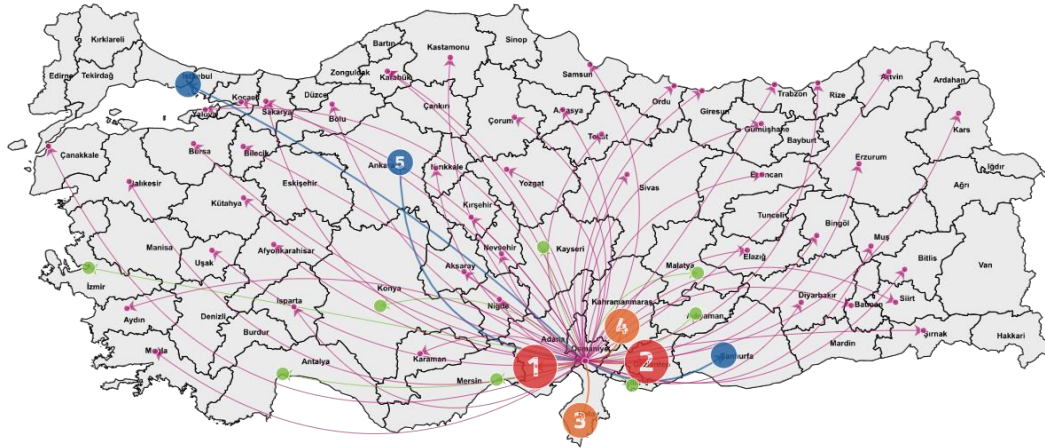 Kırklareli
Edirne
Tekirdağ
İstanbul
Yalova
Kocaeli
Sakarya
Düzce
Bolu
Zonguldak
Bartın
Karabük
Kastamonu
Sinop
Çankırı
Samsun
Çorum
Amasya
Tokat
Ordu
Giresun
Trabzon
Rize
Artvin
Ardahan
Kars
Gümüşhane
Bayburt
Erzurum
Iğdır
Ağrı
Çanakkale
Bursa
Bilecik
Balıkesir
Kütahya
Eskişehir
5
Kırıkkale
Yozgat
Sivas
Erzincan
Tunceli
Bingöl
Muş
Kırşehir
Manisa
Uşak
Afyonkarahisar
Nevşehir
Kayseri
Malatya
Elazığ
Bitlis
Van
İzmir
Aksaray
Konya
Niğde
Kahramanmaraş
Diyarbakır
Batman
Siirt
Aydın
Denizli
Isparta
Burdur
Adana
4
Osmaniye
Adıyaman
Mardin
Şırnak
Hakkari
Muğla
Antalya
Karaman
Mersin
1
2
Şanlıurfa
3